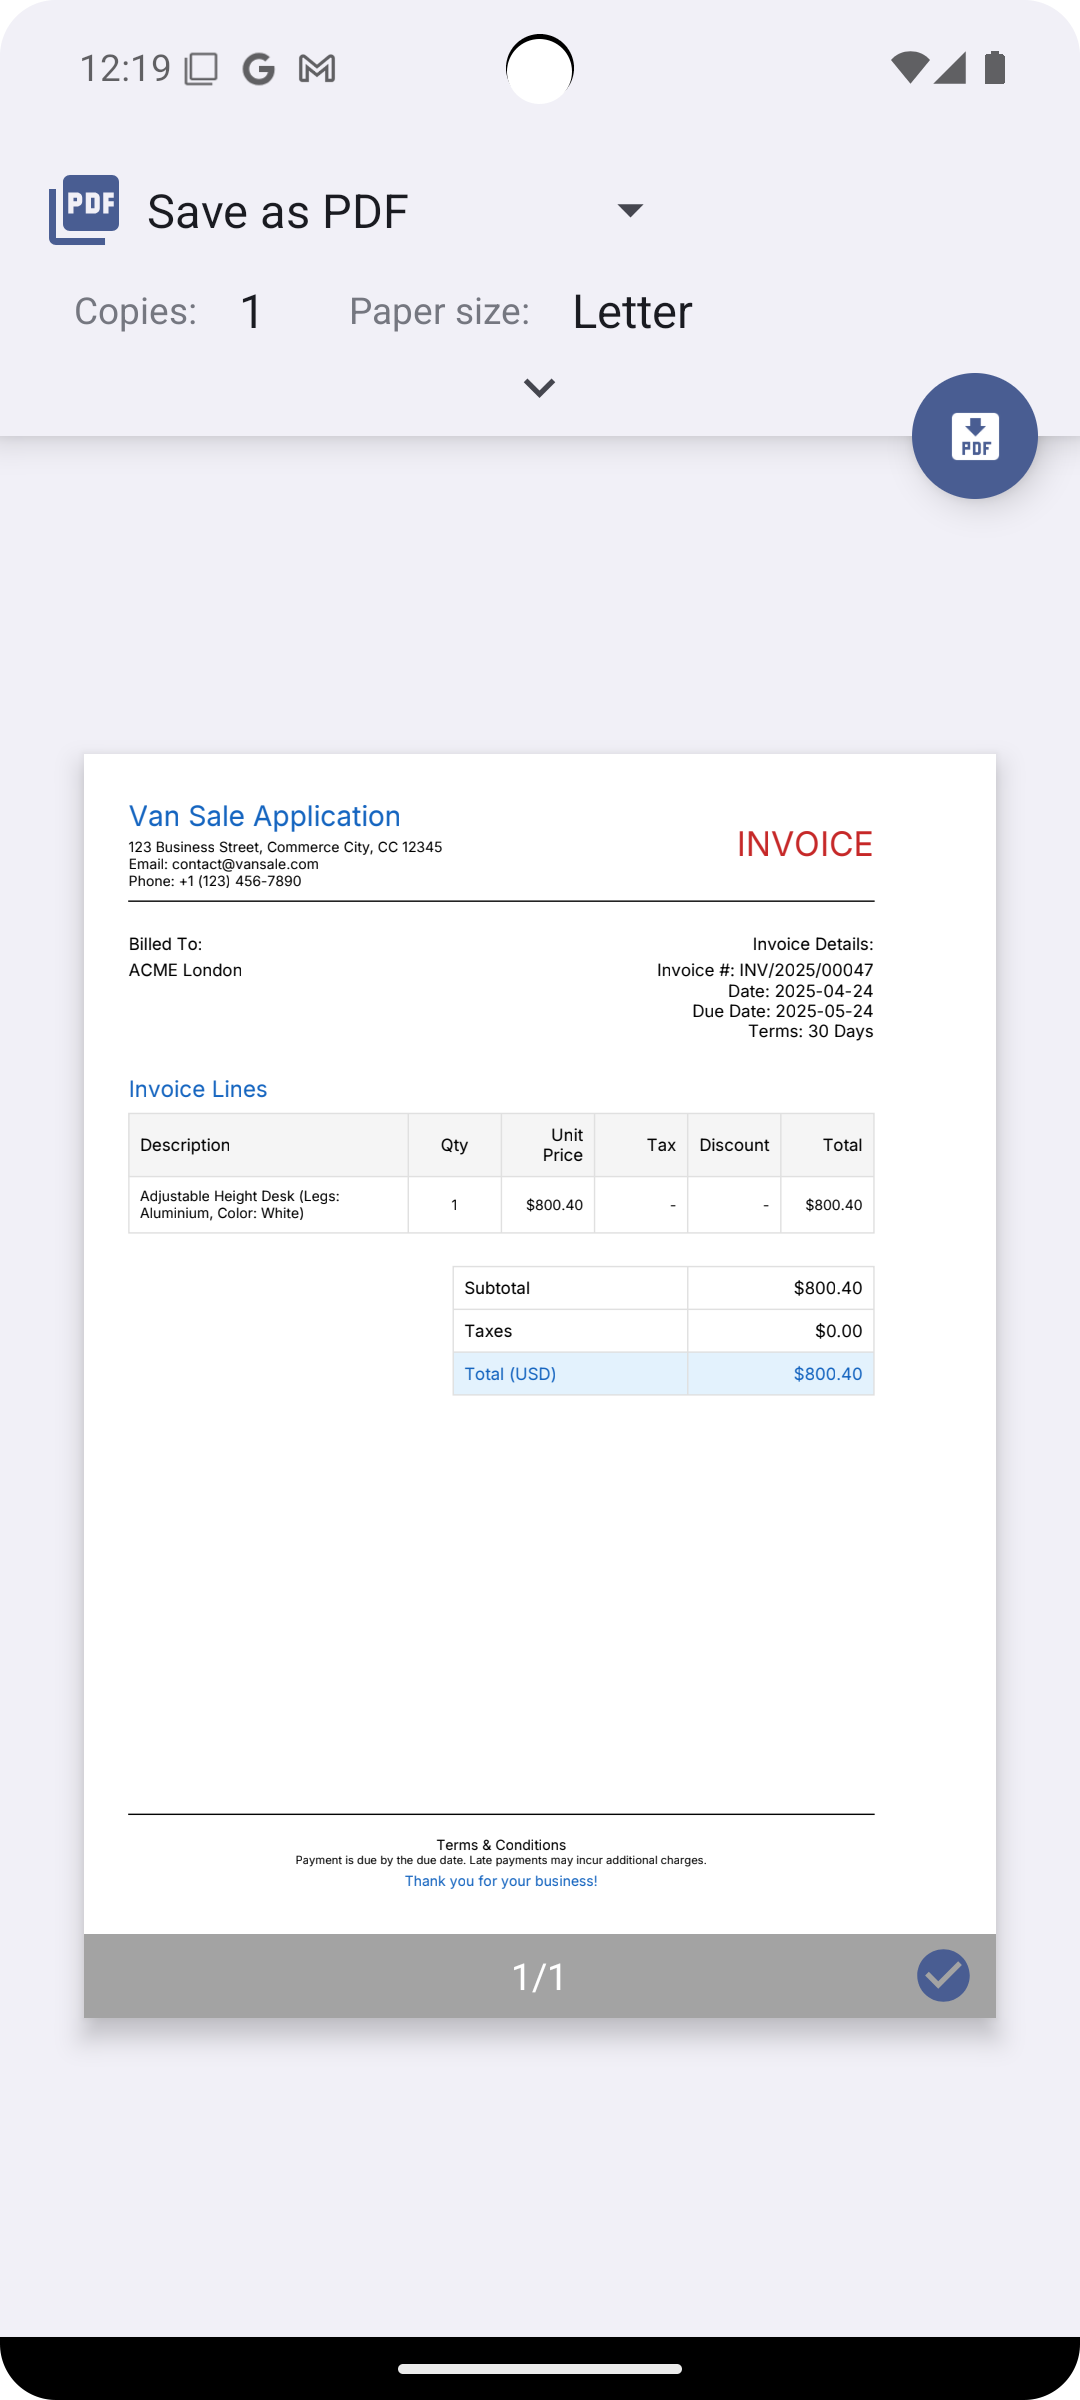 12:19
PDF
Save as PDF
Copies: 1 Paper size: Letter
PDF
Van Sale Application
123 Business Street, Commerce City, CC 12345
Email: contact@vansale.com
Phone: +1 (123) 456-7890
INVOICE
Billed To:
ACME London
Invoice Details:
Invoice #: INV/2025/00047
Date: 2025-04-24
Due Date: 2025-05-24
Terms: 30 Days
Invoice Lines
Description Qty Unit Price Tax Discount Total
Adjustable Height Desk (Legs:
Aluminium, Color: White) 1 $800.40 - - $800.40
Subtotal $800.40
Taxes $0.00
Total (USD) $800.40
Terms & Conditions
Payment is due by the due date. Late payments may incur additional charges.
Thank you for your business!
1/1